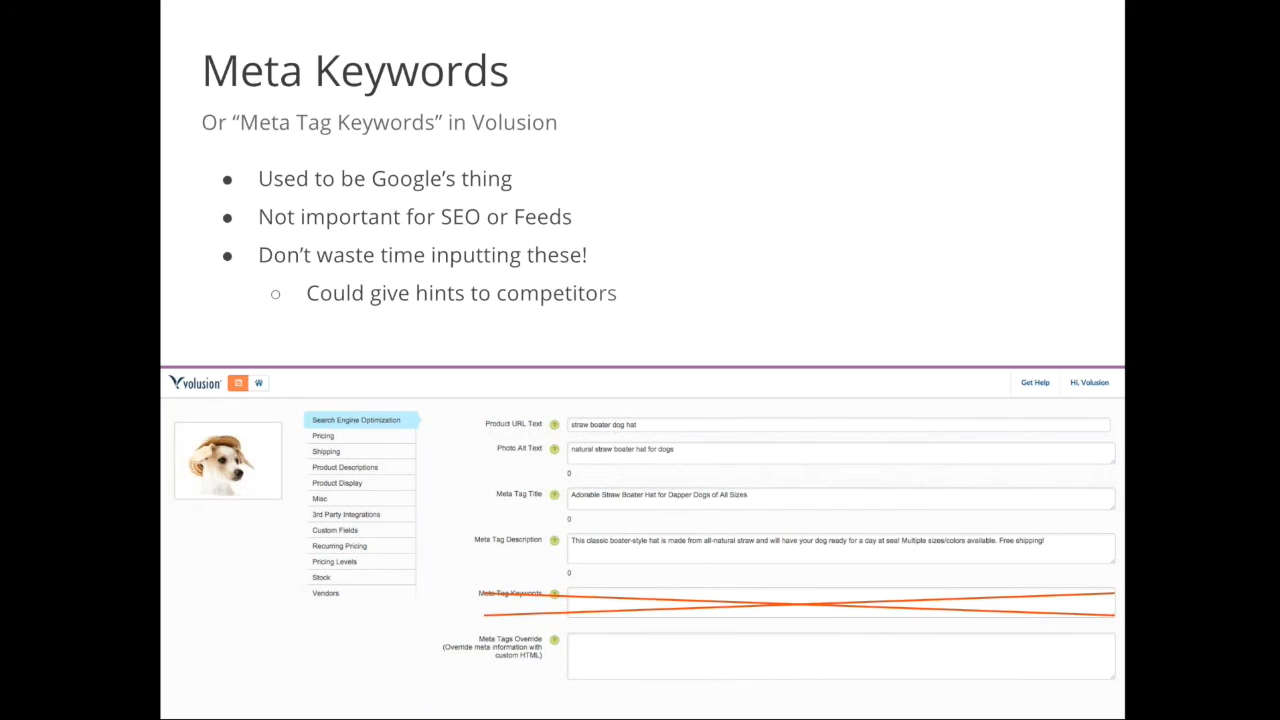 Meta Keywords
Or “Meta Tag Keywords” in Volusion
● Used to be Google’s thing
● Not important for SEO or Feeds
● Don’t waste time inputting these!
○ Could give hints to competitors
volusion
Get Help
Hi, Volusion
Search Engine Optimization
Pricing
Shipping
Product Descriptions
Product Display
Misc
3rd Party Integrations
Custom Fields
Recurring Pricing
Pricing Levels
Stock
Vendors
Product URL Text ? straw boater dog hat
Photo Alt Text ? natural straw boater hat for dogs
0
Meta Tag Title ? Adorable Straw Boater Hat for Dapper Dogs of All Sizes
0
Meta Tag Description ? This classic boater-style hat is made from all-natural straw and will have your dog ready for a day at sea! Multiple sizes/colors available. Free shipping!
0
Meta Tag Keywords ?
Meta Tags Override ?
(Override meta information with
custom HTML)